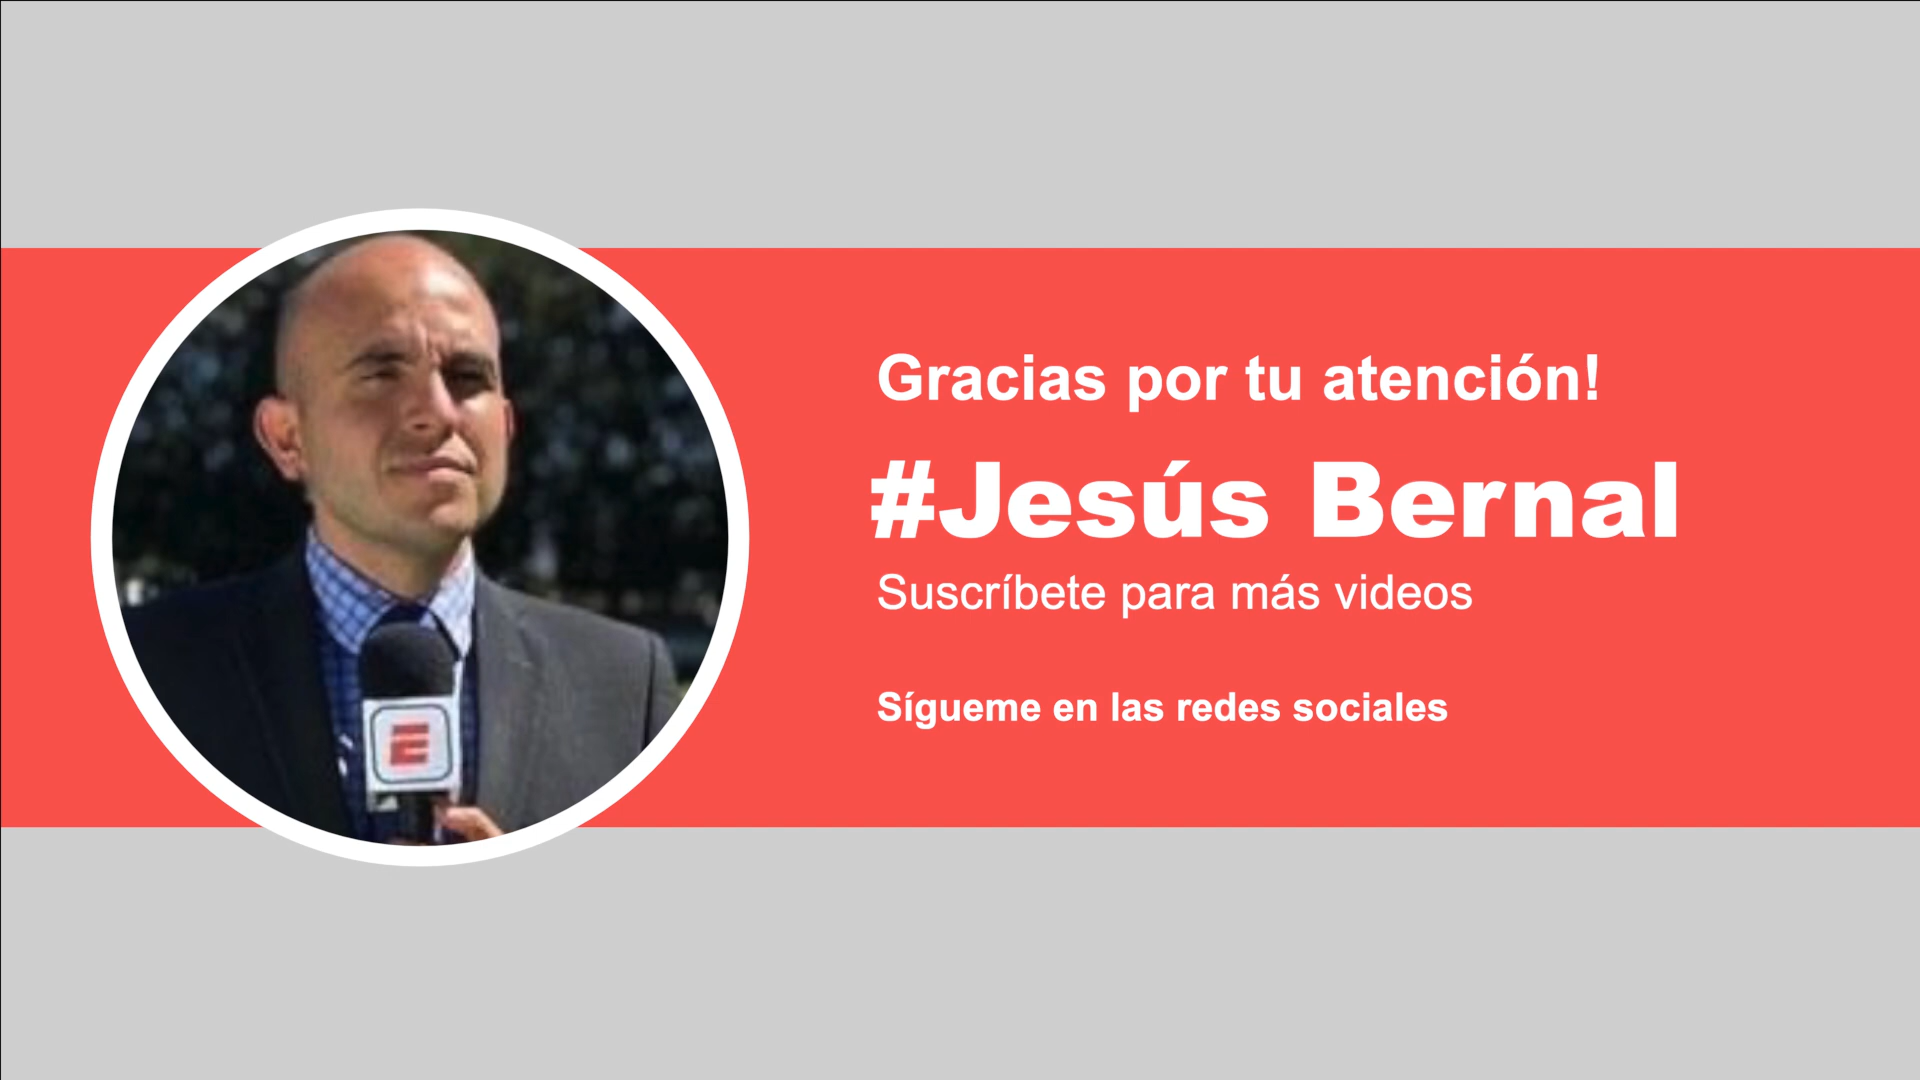 Gracias por tu atención!
#Jesús Bernal
Suscríbete para más videos
Sígueme en las redes sociales
E